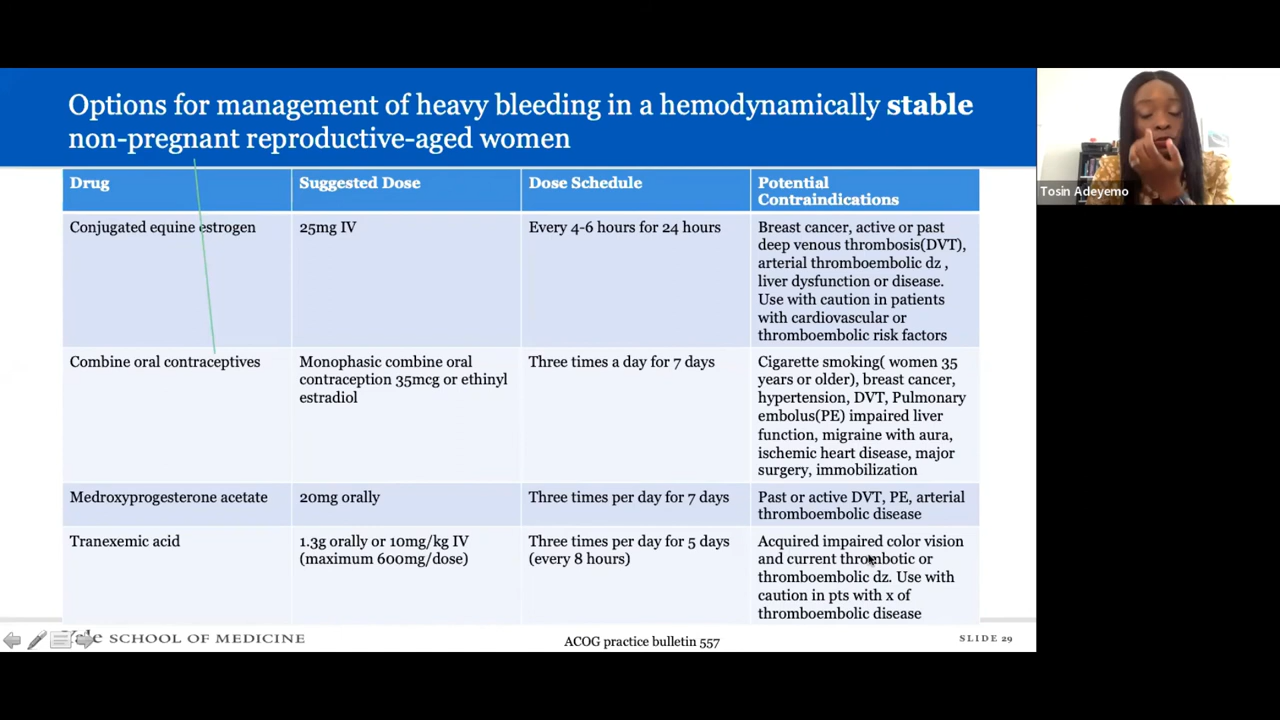 Options for management of heavy bleeding in a hemodynamically stable
non-pregnant reproductive-aged women
Tosin Adeyemo
Drug
Suggested Dose
Dose Schedule
Potential
Contraindications
Conjugated equine estrogen
25mg IV
Every 4-6 hours for 24 hours
Breast cancer, active or past
deep venous thrombosis(DVT),
arterial thromboembolic dz ,
liver dysfunction or disease.
Use with caution in patients
with cardiovascular or
thromboembolic risk factors
Combine oral contraceptives
Monophasic combine oral
contraception 35mcg or ethinyl
estradiol
Three times a day for 7 days
Cigarette smoking( women 35
years or older), breast cancer,
hypertension, DVT, Pulmonary
embolus(PE) impaired liver
function, migraine with aura,
ischemic heart disease, major
surgery, immobilization
Medroxyprogesterone acetate
20mg orally
Three times per day for 7 days
Past or active DVT, PE, arterial
thromboembolic disease
Tranexemic acid
1.3g orally or 10mg/kg IV
(maximum 600mg/dose)
Three times per day for 5 days
(every 8 hours)
Acquired impaired color vision
and current thrombotic or
thromboembolic dz. Use with
caution in pts with x of
thromboembolic disease
Yale SCHOOL OF MEDICINE
ACOG practice bulletin 557
SLIDE 29